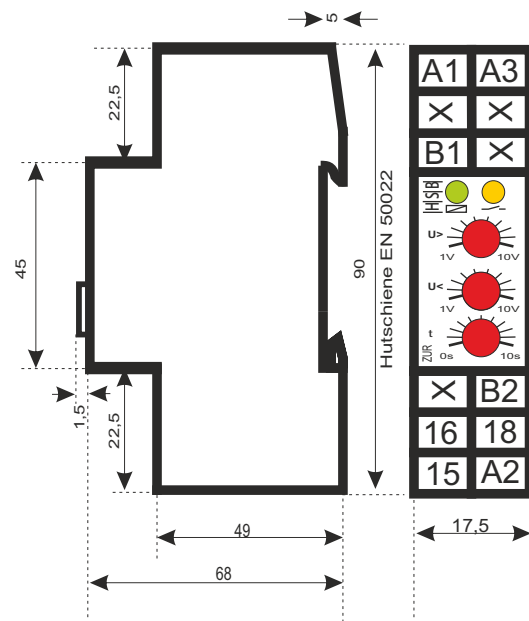 5
22,5
45
1,5
22,5
Hutschiene EN 50022
90
49
68
A1 A3
X X
B1 X
HSB
U>
1V 10V
U<
1V 10V
t
ZUR
0s 10s
X B2
16 18
15 A2
17,5